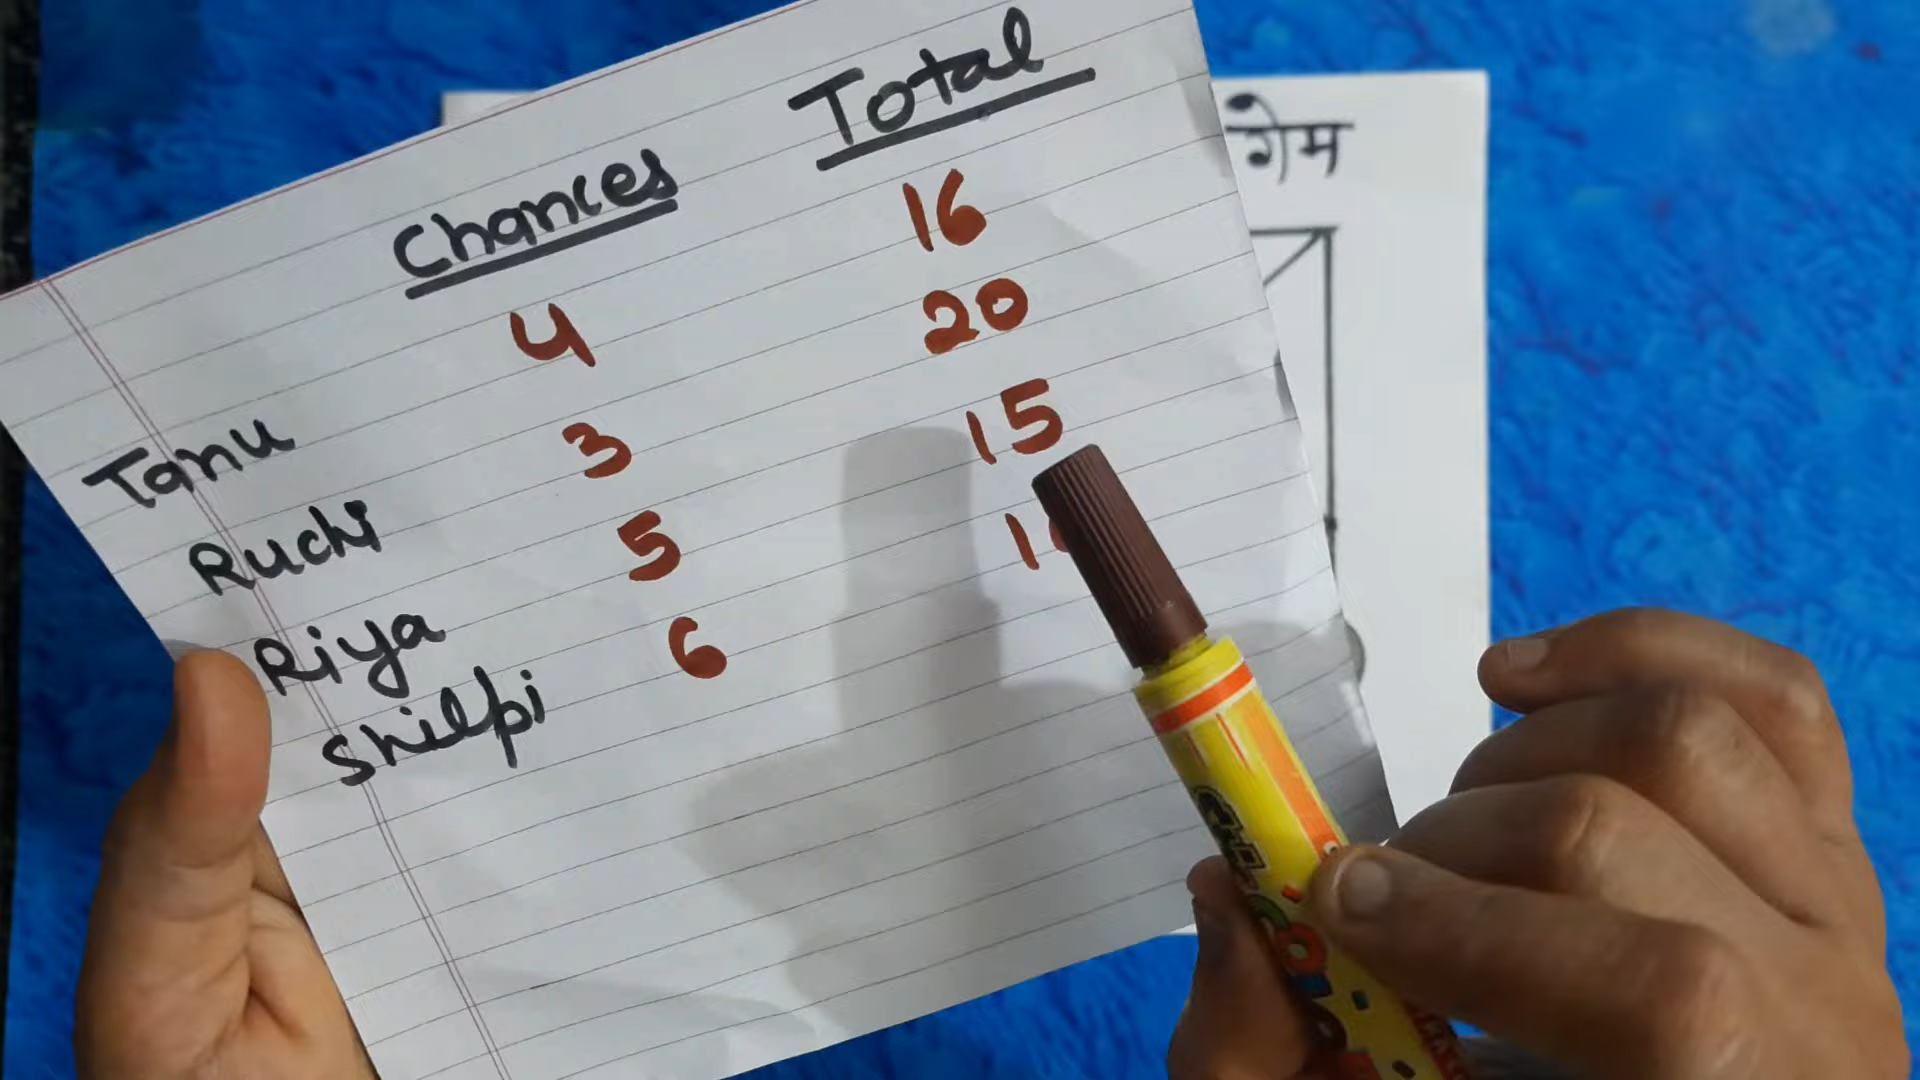 Chances Total
Tanu 4 16
Ruchi 3 20
Riya 5 15
Shilpi 6
गेम